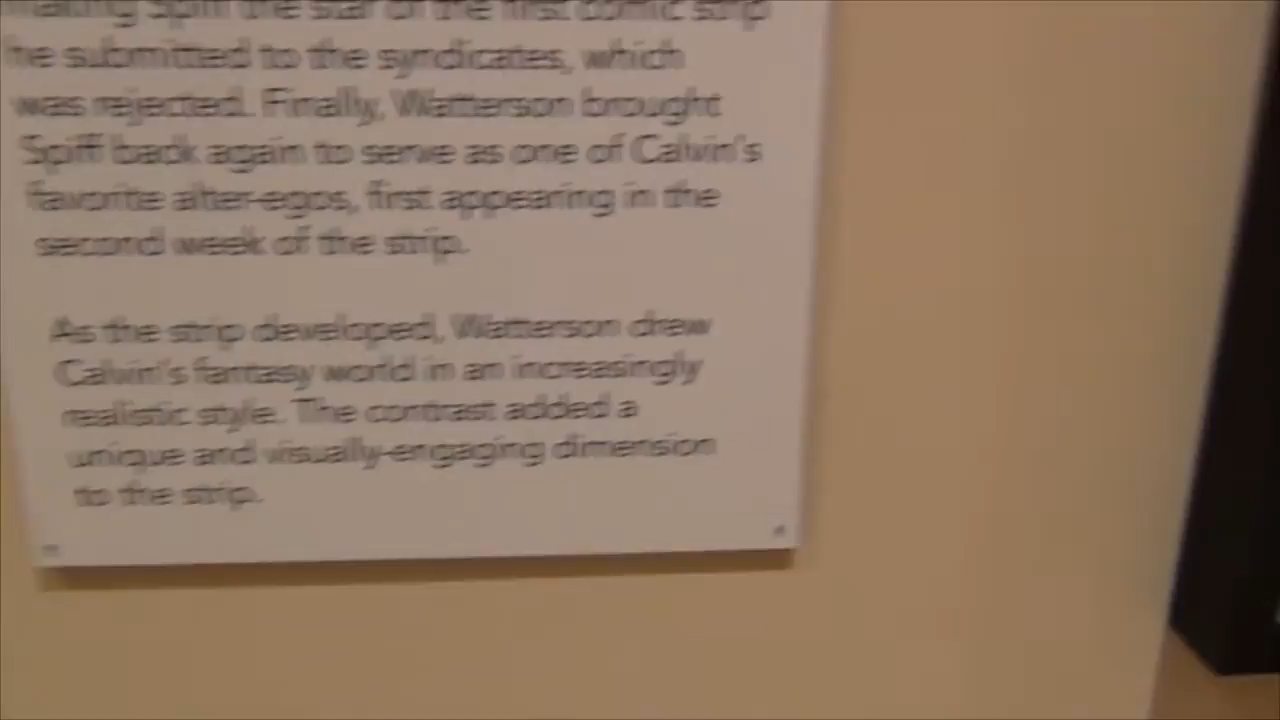 making Spiff the star of the first comic strip
he submitted to the syndicates, which
was rejected. Finally, Watterson brought
Spiff back again to serve as one of Calvin's
favorite alter-egos, first appearing in the
second week of the strip.
As the strip developed, Watterson drew
Calvin's fantasy world in an increasingly
realistic style. The contrast added a
unique and visually-engaging dimension
to the strip.